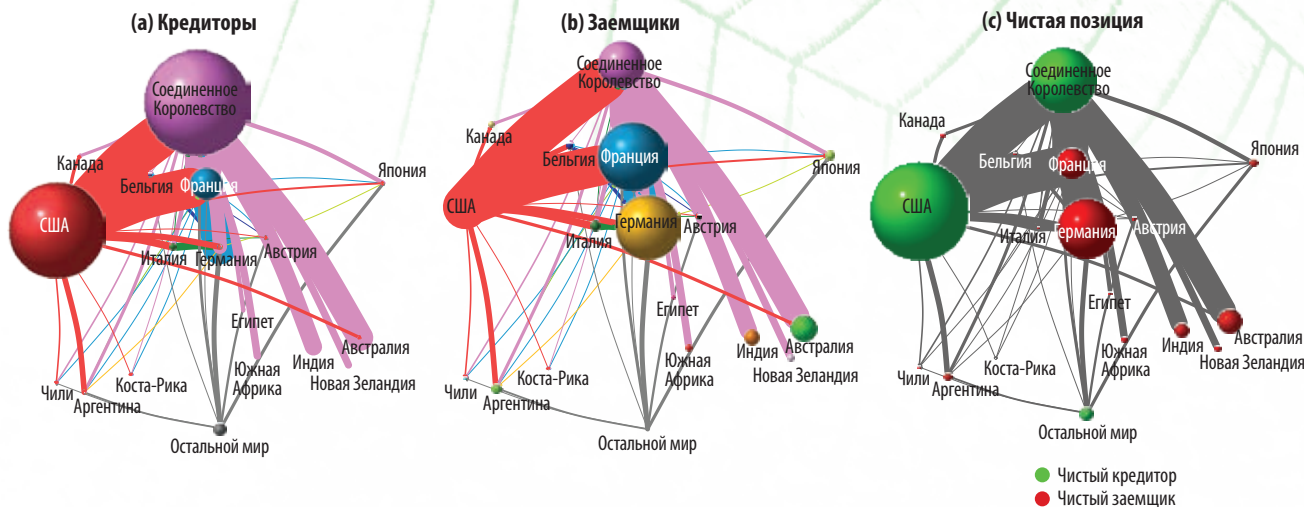 (a) Кредиторы
Соединенное
Королевство
Канада
Бельгия
Франция
Япония
США
Италия
Германия
Австрия
Египет
Австралия
Индия
Новая Зеландия
Южная
Африка
Коста-Рика
Чили
Аргентина
Остальной мир
(b) Заемщики
Соединенное
Королевство
Канада
Бельгия
Франция
Япония
США
Германия
Италия
Австрия
Египет
Австралия
Индия
Южная
Африка
Новая Зеландия
Коста-Рика
Чили
Аргентина
Остальной мир
(c) Чистая позиция
Соединенное
Королевство
Канада
Бельгия
Франция
Япония
США
Италия
Германия
Австрия
Египет
Австралия
Индия
Новая Зеландия
Южная
Африка
Коста-Рика
Чили
Аргентина
Остальной мир
Чистый кредитор
Чистый заемщик